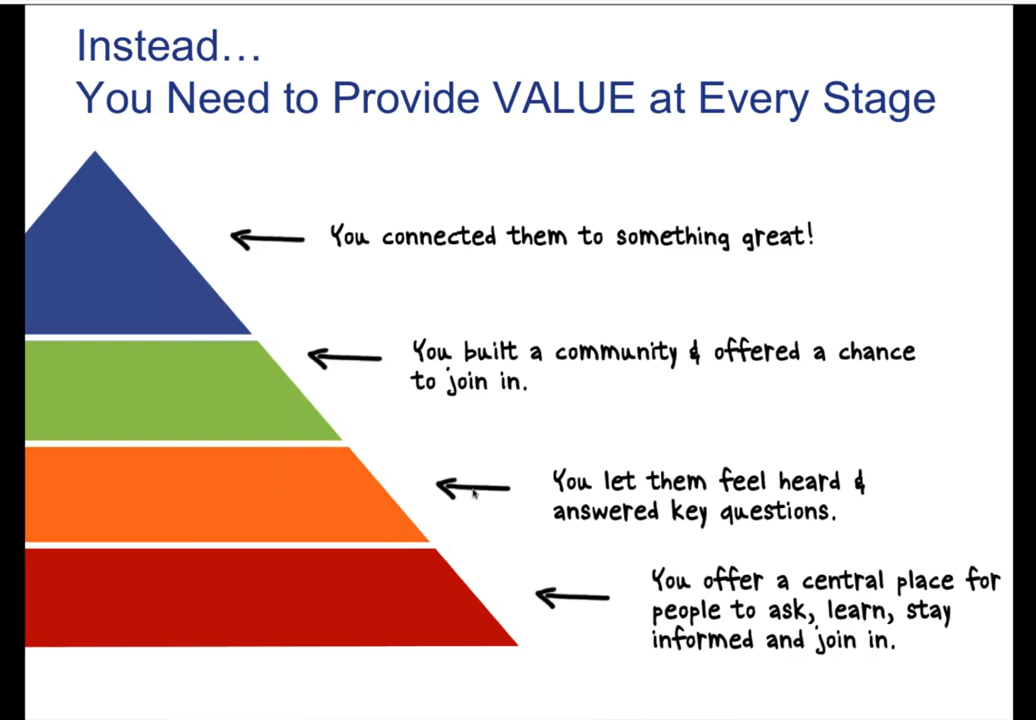 Instead…
You Need to Provide VALUE at Every Stage
You connected them to something great!
You built a community & offered a chance
to join in.
You let them feel heard &
answered key questions.
You offer a central place for
people to ask, learn, stay
informed and join in.